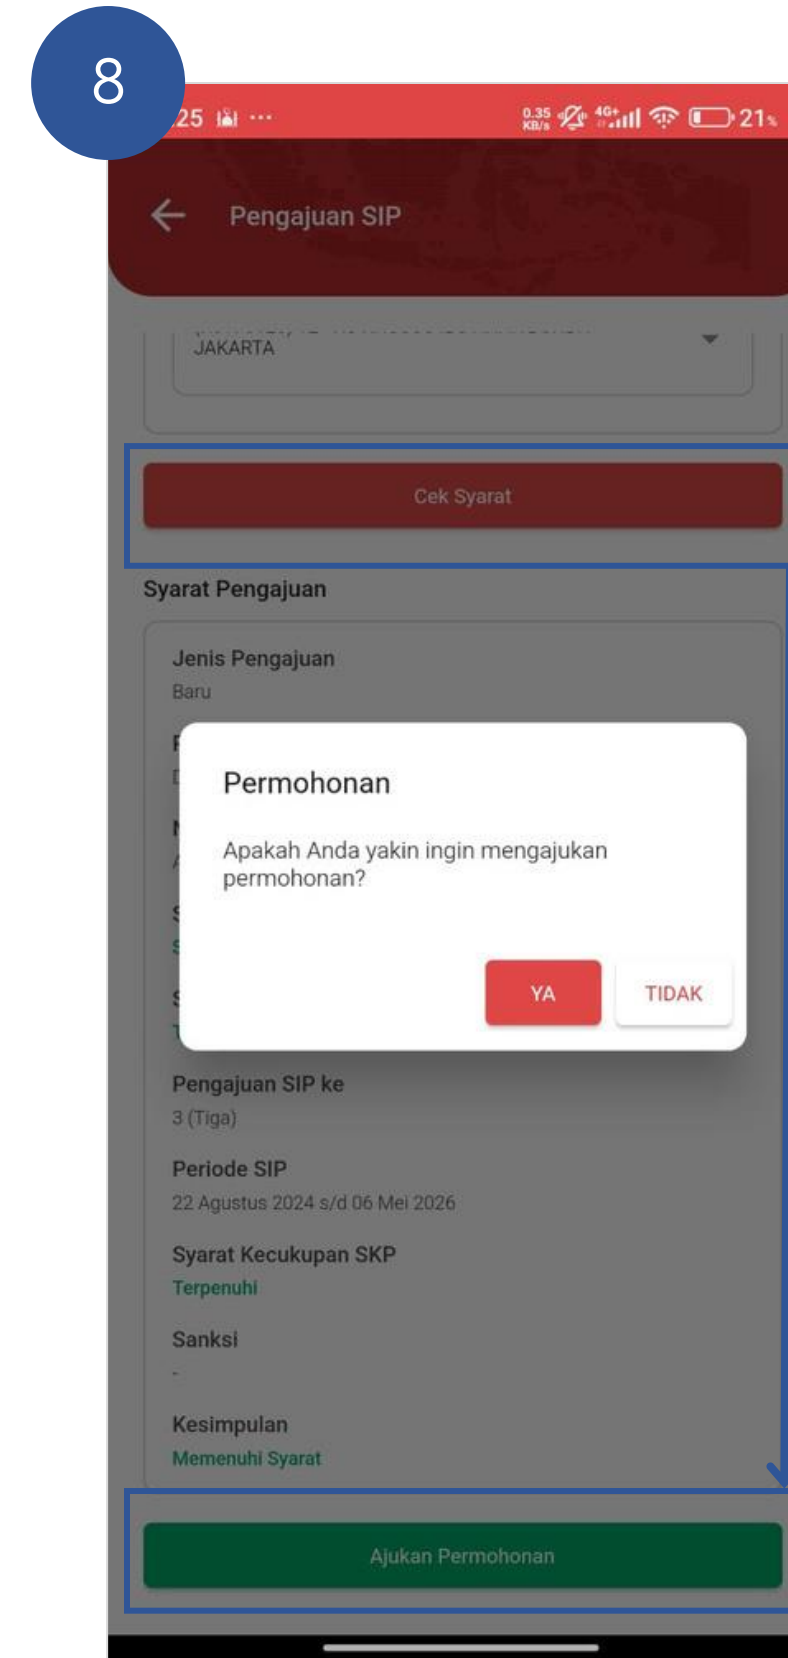 8
25 ...
0.35 KB/s 4G+ 21%
Pengajuan SIP
JAKARTA
Cek Syarat
Syarat Pengajuan
Jenis Pengajuan
Baru
Permohonan
Apakah Anda yakin ingin mengajukan
permohonan?
YA TIDAK
Pengajuan SIP ke
3 (Tiga)
Periode SIP
22 Agustus 2024 s/d 06 Mei 2026
Syarat Kecukupan SKP
Terpenuhi
Sanksi
-
Kesimpulan
Memenuhi Syarat
Ajukan Permohonan